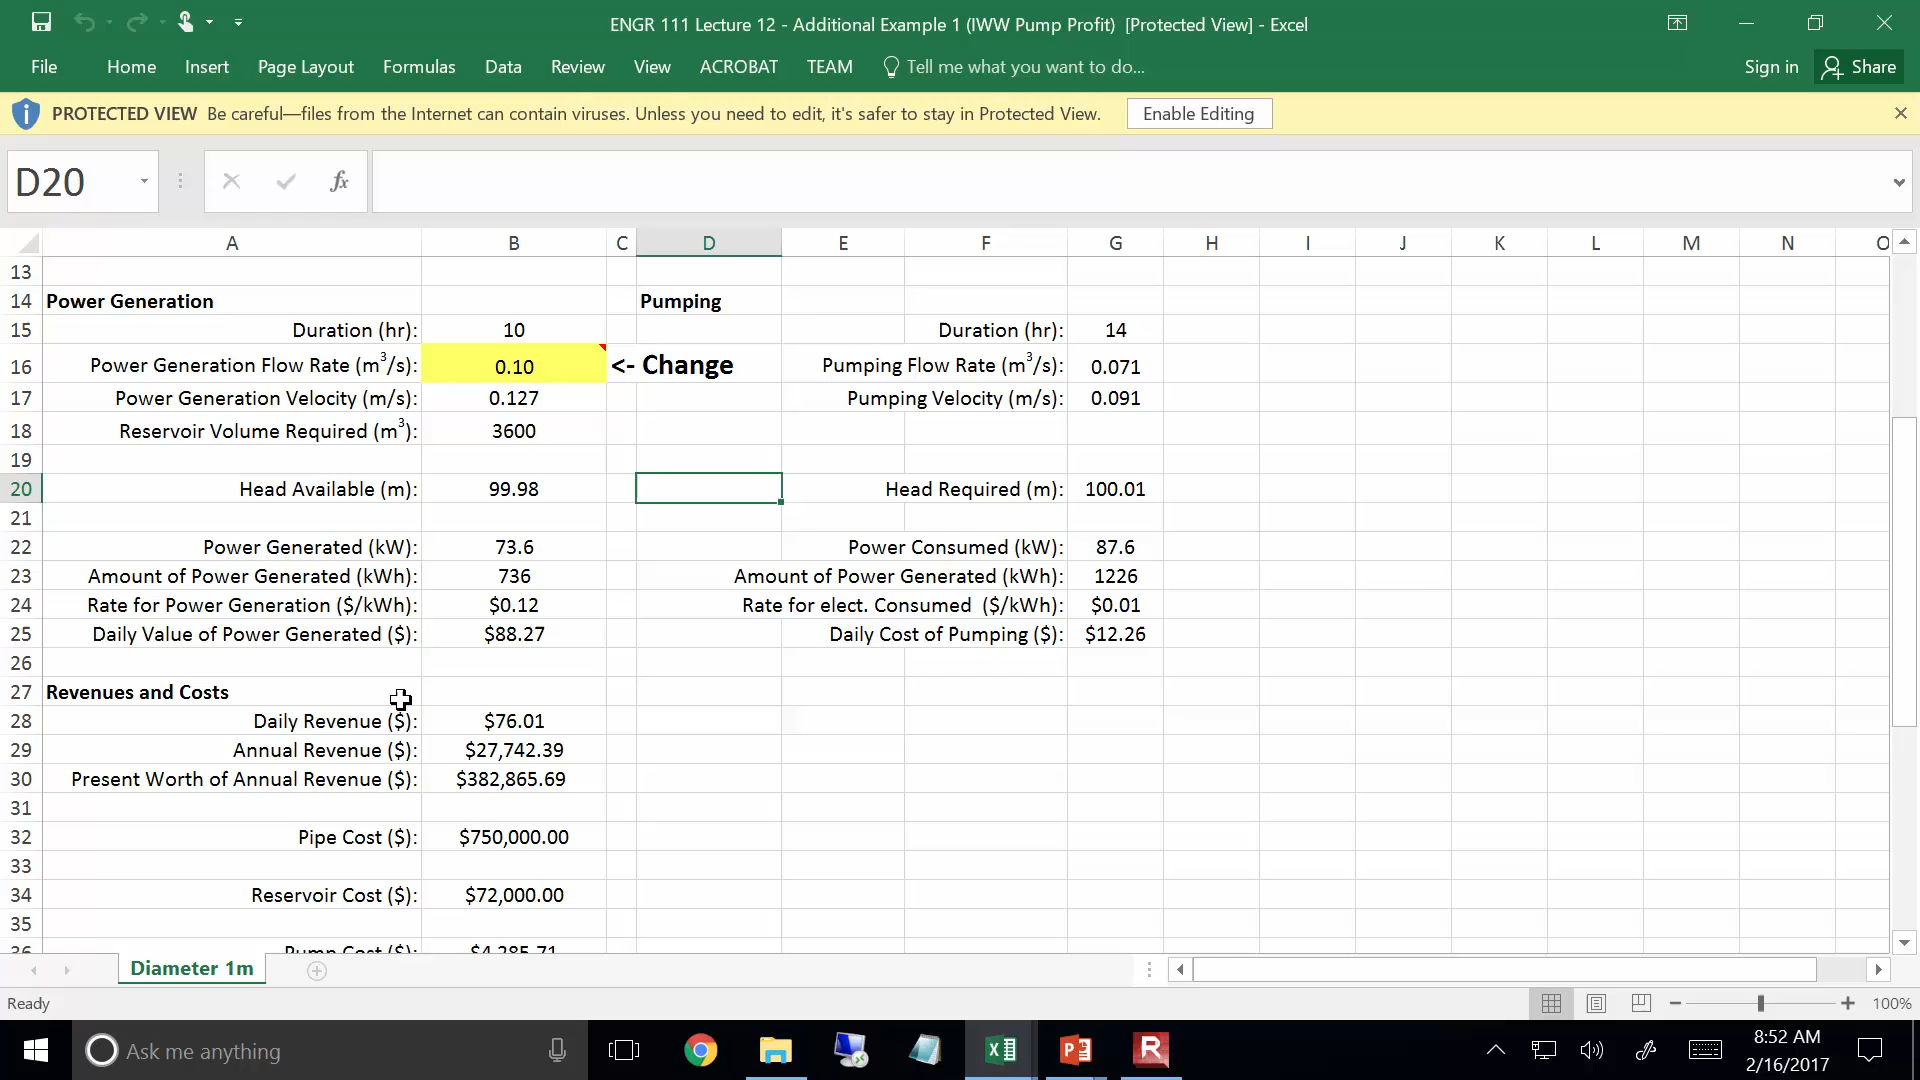 ENGR 111 Lecture 12 - Additional Example 1 (IWW Pump Profit)  [Protected View] - Excel
File Home Insert Page Layout Formulas Data Review View ACROBAT TEAM Tell me what you want to do... Sign in Share
PROTECTED VIEW Be careful—files from the Internet can contain viruses. Unless you need to edit, it's safer to stay in Protected View. Enable Editing
D20 fx
A B C D E F G H I J K L M N O
13
14 Power Generation Pumping
15 Duration (hr): 10 Duration (hr): 14
16 Power Generation Flow Rate (m³/s): 0.10 <- Change Pumping Flow Rate (m³/s): 0.071
17 Power Generation Velocity (m/s): 0.127 Pumping Velocity (m/s): 0.091
18 Reservoir Volume Required (m³): 3600
19
20 Head Available (m): 99.98 Head Required (m): 100.01
21
22 Power Generated (kW): 73.6 Power Consumed (kW): 87.6
23 Amount of Power Generated (kWh): 736 Amount of Power Generated (kWh): 1226
24 Rate for Power Generation ($/kWh): $0.12 Rate for elect. Consumed  ($/kWh): $0.01
25 Daily Value of Power Generated ($): $88.27 Daily Cost of Pumping ($): $12.26
26
27 Revenues and Costs
28 Daily Revenue ($): $76.01
29 Annual Revenue ($): $27,742.39
30 Present Worth of Annual Revenue ($): $382,865.69
31
32 Pipe Cost ($): $750,000.00
33
34 Reservoir Cost ($): $72,000.00
35
36 Pump Cost ($): $4,285.71
Diameter 1m
Ready 100%
Ask me anything 8:52 AM
2/16/2017